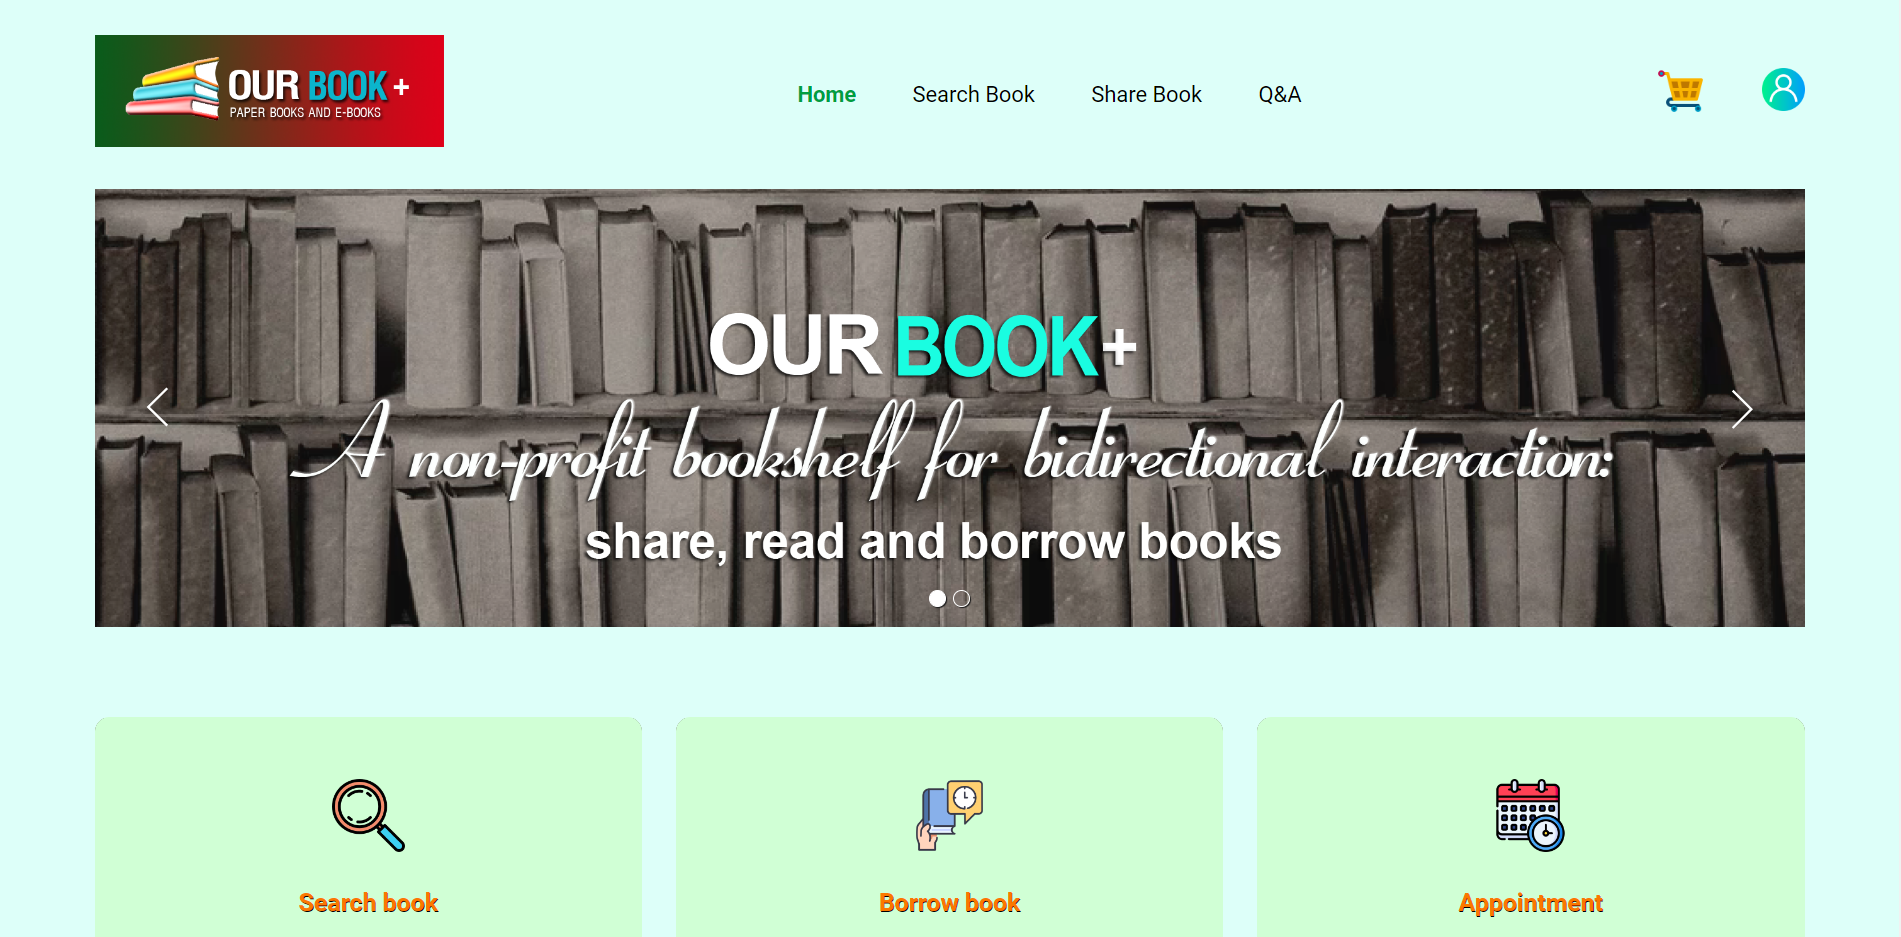 OUR BOOK +
PAPER BOOKS AND E-BOOKS
Home Search Book Share Book Q&A
OUR BOOK+
A non-profit bookshelf for bidirectional interaction:
share, read and borrow books
Search book Borrow book Appointment